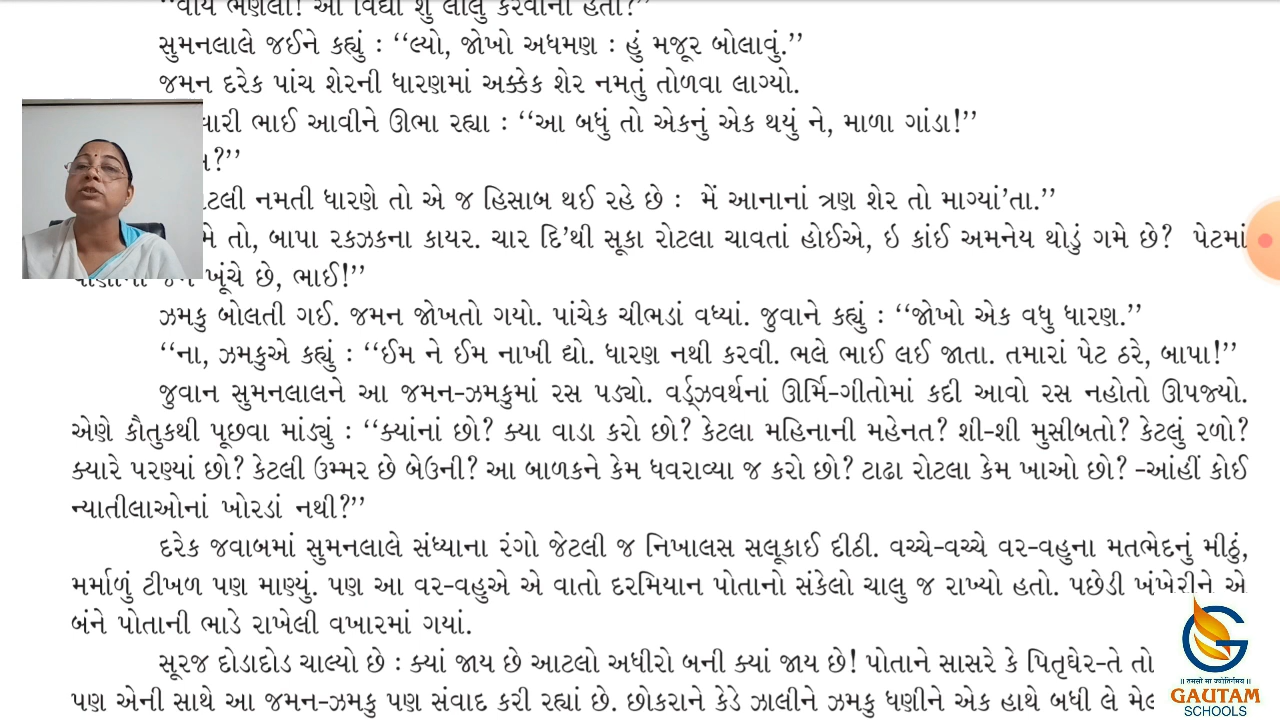 “વાય ભણેલી! આ વિદ્યા શું લીલું કરવાની હતી?”
સુમનલાલે જઈને કહ્યું : “લ્યો, જોખો અધમણ : હું મજૂર બોલાવું.”
જમન દરેક પાંચ શેરની ધારણમાં અક્કેક શેર નમતું તોળવા લાગ્યો.
ભાઈ આવીને ઊભા રહ્યા : “આ બધું તો એકનું એક થયું ને, માળા ગાંડા!”
નમતી ધારણે તો એ જ હિસાબ થઈ રહે છે : મેં આનાનાં ત્રણ શેર તો માગ્યાં’તા.”
તો, બાપા રકઝકના કાયર. ચાર દિ’થી સૂકા રોટલા ચાવતાં હોઈએ, ઇ કાંઈ અમનેય થોડું ગમે છે? પેટમાં
ખૂંચે છે, ભાઈ!”
ઝમકુ બોલતી ગઈ. જમન જોખતો ગયો. પાંચેક ચીભડાં વધ્યાં. જુવાને કહ્યું : “જોખો એક વધુ ધારણ.”
“ના, ઝમકુએ કહ્યું : “ઈમ ને ઈમ નાખી દ્યો. ધારણ નથી કરવી. ભલે ભાઈ લઈ જાતા. તમારાં પેટ ઠરે, બાપા!”
જુવાન સુમનલાલને આ જમન-ઝમકુમાં રસ પડ્યો. વર્ડ્ઝવર્થનાં ઊર્મિ-ગીતોમાં કદી આવો રસ નહોતો ઊપજ્યો.
એણે કૌતુકથી પૂછવા માંડ્યું : “ક્યાંનાં છો? ક્યા વાડા કરો છો? કેટલા મહિનાની મહેનત? શી-શી મુસીબતો? કેટલું રળો?
ક્યારે પરણ્યાં છો? કેટલી ઉમ્મર છે બેઉની? આ બાળકને કેમ ધવરાવ્યા જ કરો છો? ટાઢા રોટલા કેમ ખાઓ છો? -આંહીં કોઈ
ન્યાતીલાઓનાં ખોરડાં નથી?”
દરેક જવાબમાં સુમનલાલે સંધ્યાના રંગો જેટલી જ નિખાલસ સલૂકાઈ દીઠી. વચ્ચે-વચ્ચે વર-વહુના મતભેદનું મીઠું,
મર્માળું ટીખળ પણ માણ્યું. પણ આ વર-વહુએ એ વાતો દરમિયાન પોતાનો સંકેલો ચાલુ જ રાખ્યો હતો. પછેડી ખંખેરીને એ
બંને પોતાની ભાડે રાખેલી વખારમાં ગયાં.
સૂરજ દોડાદોડ ચાલ્યો છે : ક્યાં જાય છે આટલો અધીરો બની ક્યાં જાય છે! પોતાને સાસરે કે પિતૃઘેર-તે તો
પણ એની સાથે આ જમન-ઝમકુ પણ સંવાદ કરી રહ્યાં છે. છોકરાને કેડે ઝાલીને ઝમકુ ધણીને એક હાથે બધી લે
॥ तमसो मा ज्योतिर्गमय ॥
GAUTAM
SCHOOLS